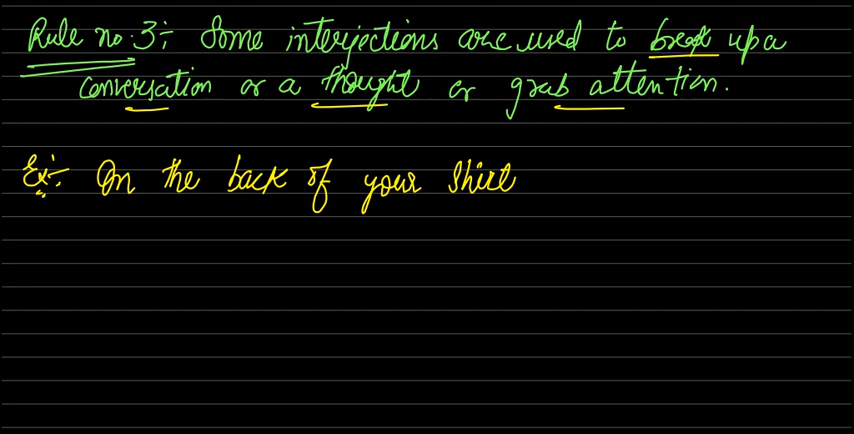 Rule no. 3:- Some interjections are used to break up a
conversation or a thought or grab attention.
Ex:- On the back of your shirt